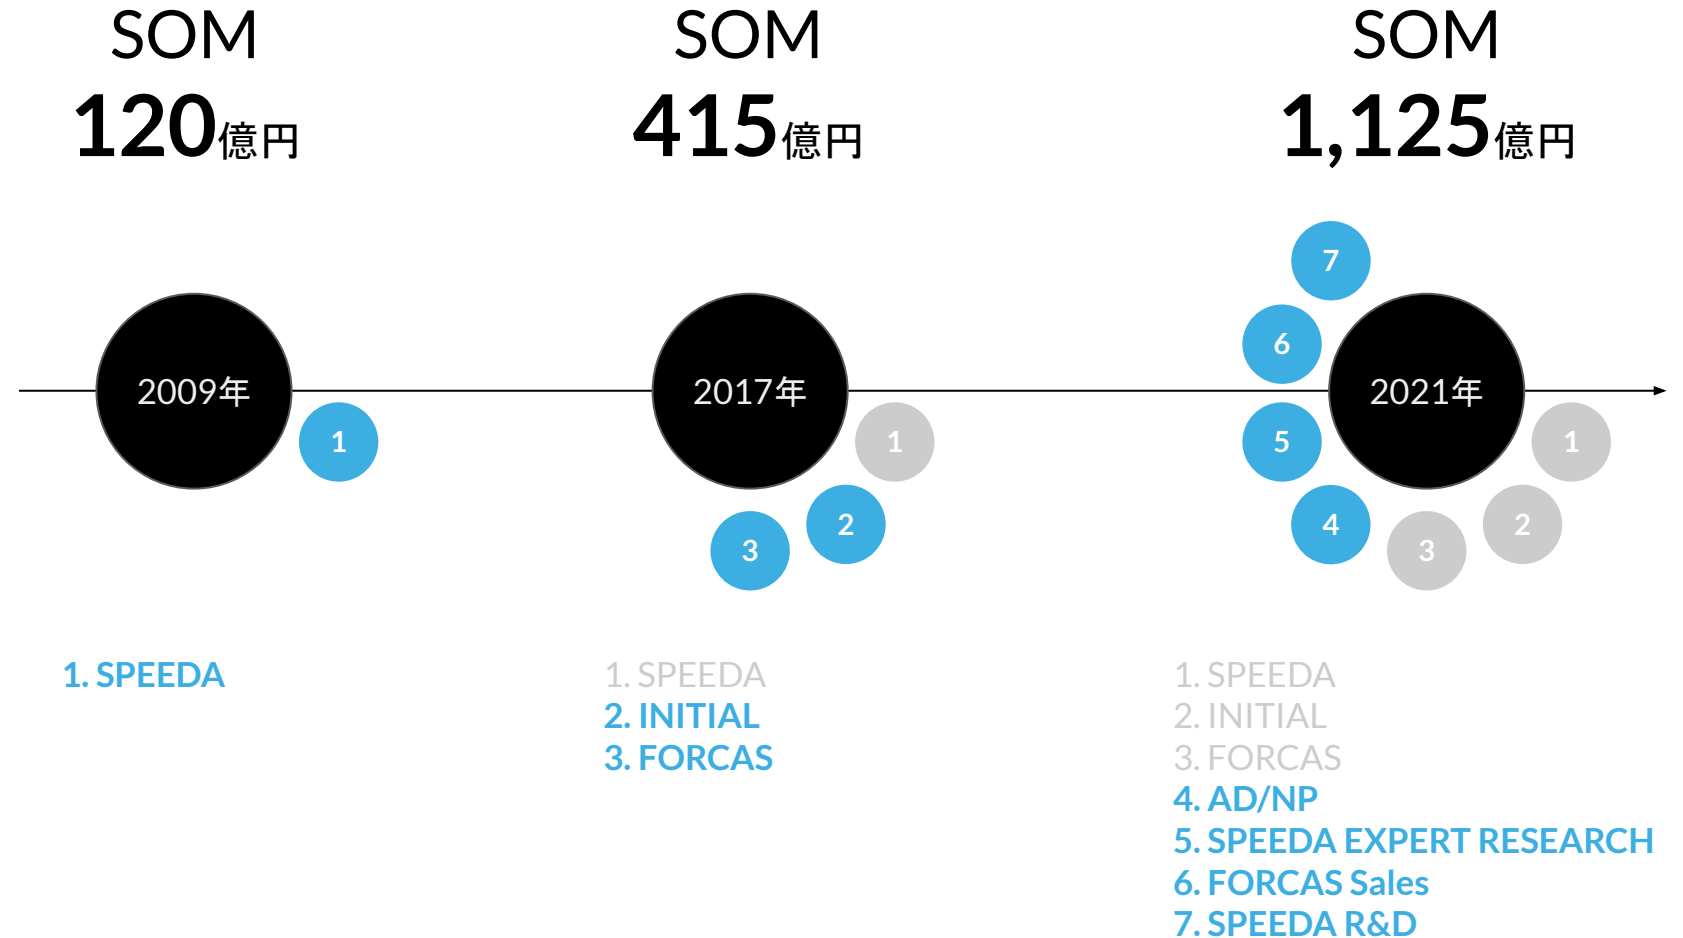 SOM
120億円
SOM
415億円
SOM
1,125億円
2009年
1
2017年
1
2
3
2021年
1
2
3
4
5
6
7
1. SPEEDA
1. SPEEDA
2. INITIAL
3. FORCAS
1. SPEEDA
2. INITIAL
3. FORCAS
4. AD/NP
5. SPEEDA EXPERT RESEARCH
6. FORCAS Sales
7. SPEEDA R&D